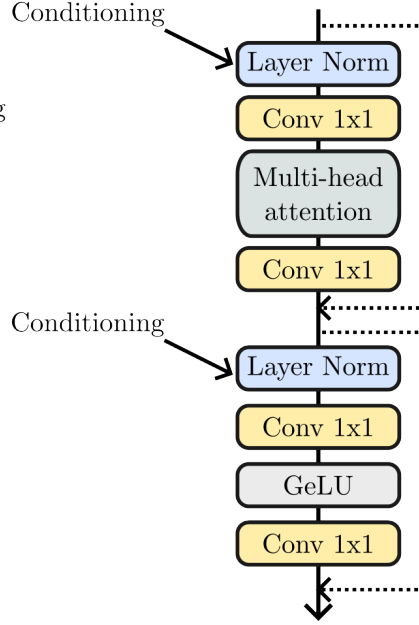 Conditioning
Layer Norm
Conv 1x1
Multi-head
attention
Conv 1x1
Conditioning
Layer Norm
Conv 1x1
GeLU
Conv 1x1